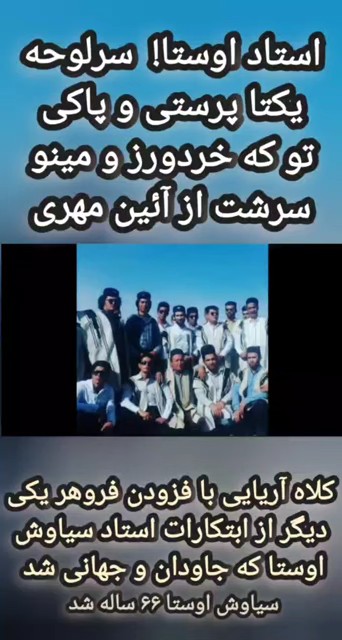 استاد اوستا! سرلوحه
یکتا پرستی و پاکی
تو که خردورز و مینو
سرشت از آئین مهری
کلاه آریایی با فزودن فروهر یکی
دیگر از ابتکارات استاد سیاوش
اوستا که جاودان و جهانی شد
سیاوش اوستا ۶۶ ساله شد